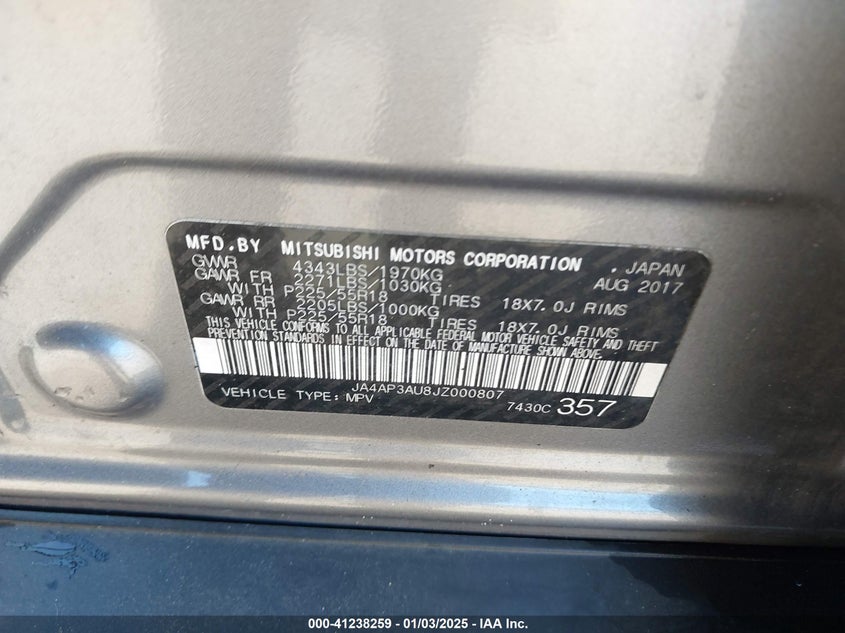 MFD.BY MITSUBISHI MOTORS CORPORATION , JAPAN
GVWR 4343LBS/1970KG AUG 2017
GAWR FR 2271LBS/1030KG
WITH P225/55R18 TIRES 18X7.0J RIMS
GAWR RR 2205LBS/1000KG
WITH P225/55R18 TIRES 18X7.0J RIMS
THIS VEHICLE CONFORMS TO ALL APPLICABLE FEDERAL MOTOR VEHICLE SAFETY AND THEFT
PREVENTION STANDARDS IN EFFECT ON THE DATE OF MANUFACTURE SHOWN ABOVE.
JA4AP3AU8JZ000807
VEHICLE TYPE: MPV 7430C 357
000-41238259 - 01/03/2025 - IAA Inc.